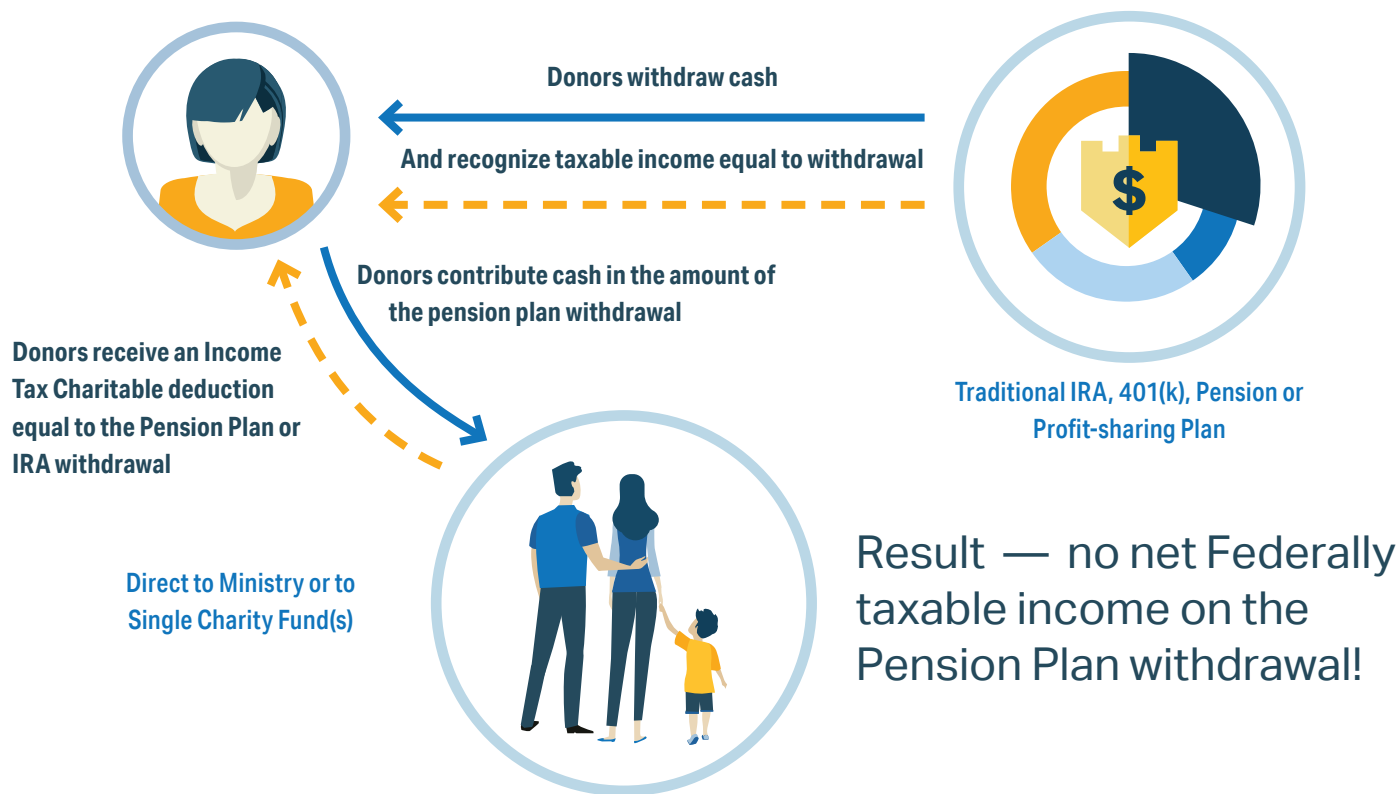 Donors withdraw cash
And recognize taxable income equal to withdrawal
$
Donors contribute cash in the amount of
the pension plan withdrawal
Donors receive an Income
Tax Charitable deduction
equal to the Pension Plan or
IRA withdrawal
Traditional IRA, 401(k), Pension or
Profit-sharing Plan
Direct to Ministry or to
Single Charity Fund(s)
Result — no net Federally
taxable income on the
Pension Plan withdrawal!